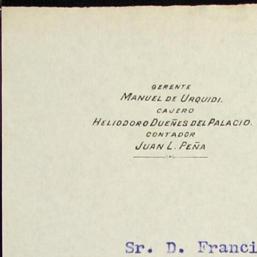 GERENTE
MANUEL DE URQUIDI.
CAJERO
HELIODORO DUEÑES DEL PALACIO.
CONTADOR
JUAN L. PEÑA
Sr. D. Franci